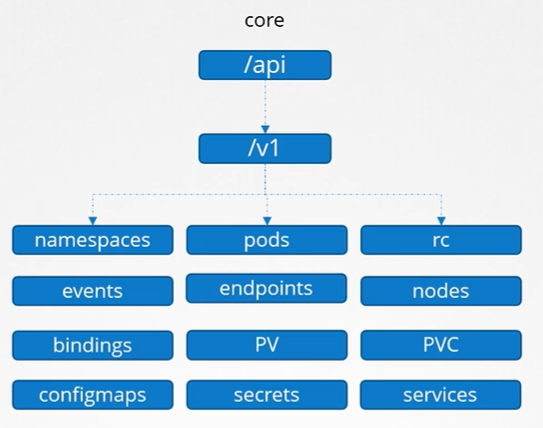 core
/api
/v1
namespaces pods rc
events endpoints nodes
bindings PV PVC
configmaps secrets services